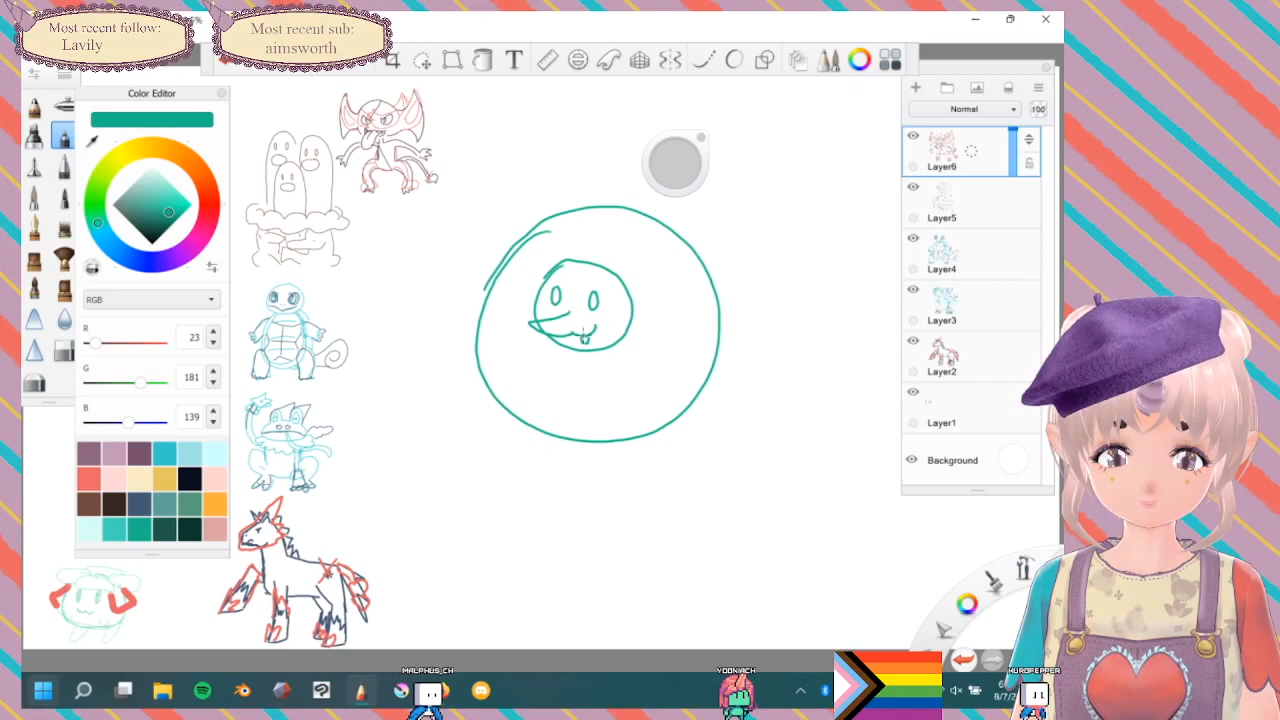 Most recent follow:
Lavily
Most recent sub:
aimsworth
Color Editor
RGB
R
23
G
181
B
139
T
Normal
100
Layer6
Layer5
Layer4
Layer3
Layer2
Layer1
Background
MALPHUS_CH
YOONIACH
KUROPEPPER